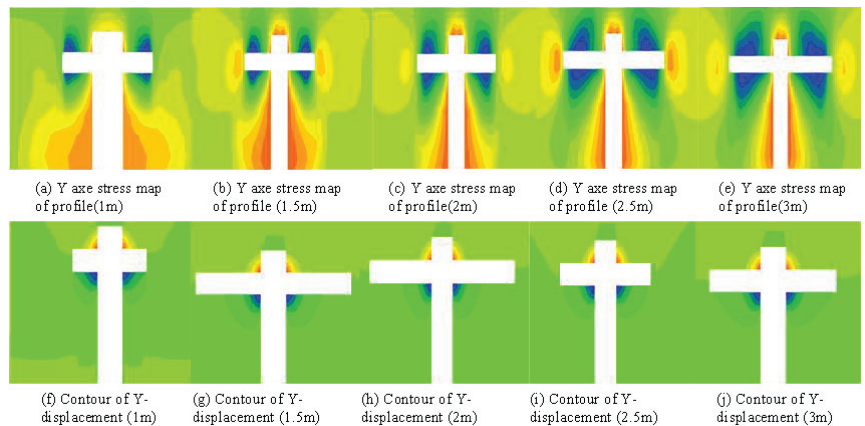 (a) Y axe stress map
of profile(1m)
(b) Y axe stress map
of profile (1.5m)
(c) Y axe stress map
of profile(2m)
(d) Y axe stress map
of profile (2.5m)
(e) Y axe stress map
of profile(3m)
(f) Contour of Y-
displacement (1m)
(g) Contour of Y-
displacement (1.5m)
(h) Contour of Y-
displacement (2m)
(i) Contour of Y-
displacement (2.5m)
(j) Contour of Y-
displacement (3m)